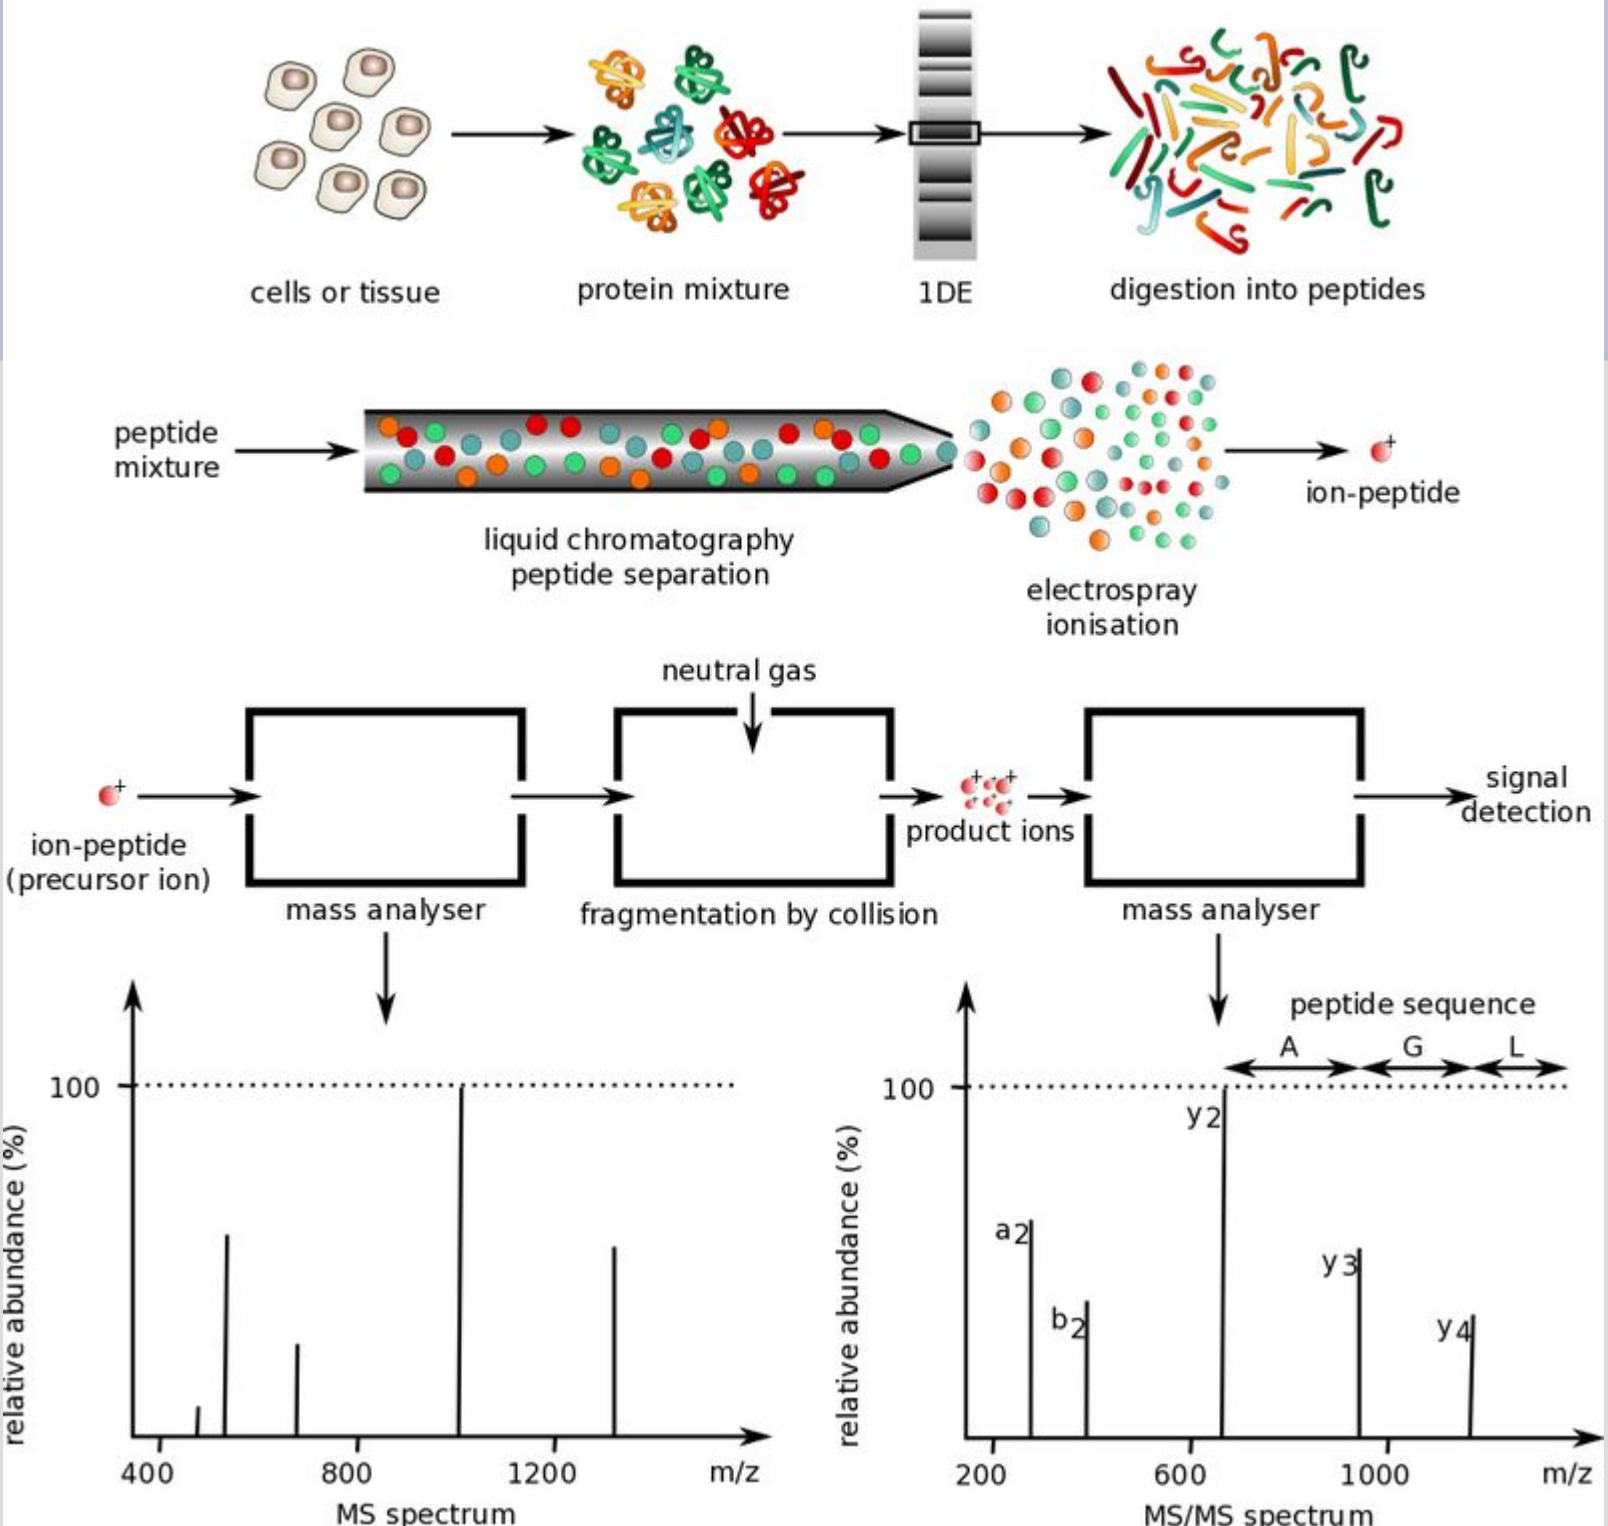 cells or tissue
protein mixture
1DE
digestion into peptides
peptide
mixture
liquid chromatography
peptide separation
electrospray
ionisation
+
ion-peptide
neutral gas
+
ion-peptide
(precursor ion)
mass analyser
fragmentation by collision
+ + + + + +
product ions
mass analyser
signal
detection
relative abundance (%)
100
400 800 1200 m/z
MS spectrum
relative abundance (%)
100
peptide sequence
A G L
a2
b2
y2
y3
y4
200 600 1000 m/z
MS/MS spectrum